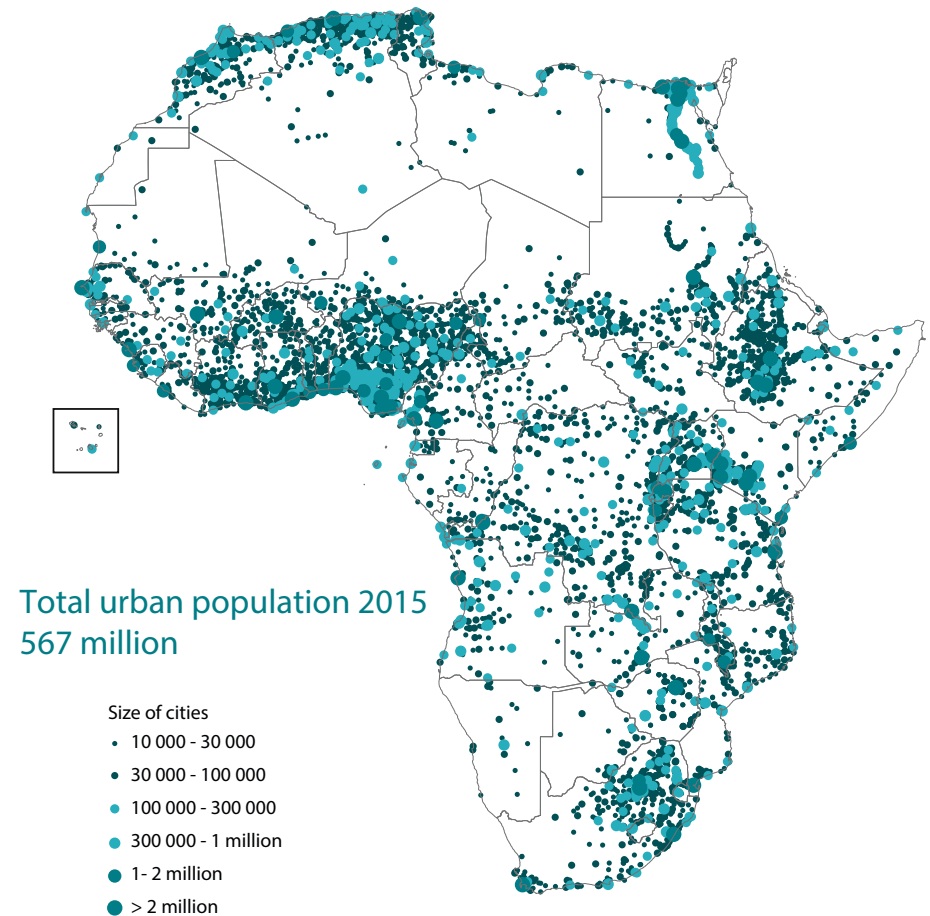 Total urban population 2015
567 million
Size of cities
10 000 - 30 000
30 000 - 100 000
100 000 - 300 000
300 000 - 1 million
1- 2 million
> 2 million